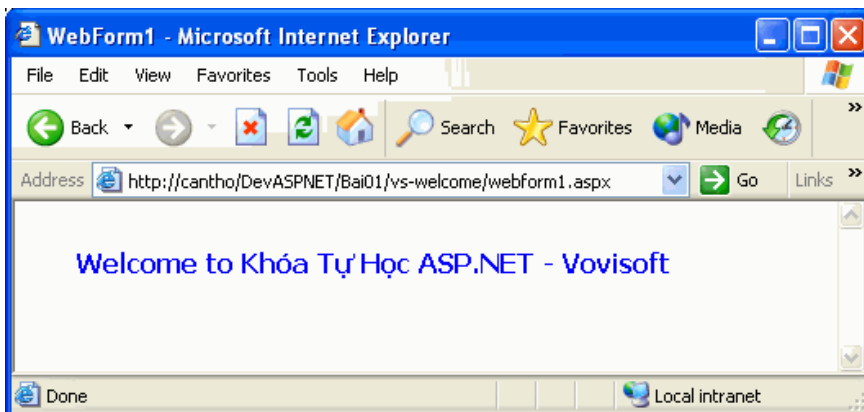 WebForm1 - Microsoft Internet Explorer
File Edit View Favorites Tools Help
Back Search Favorites Media »
Address http://cantho/DevASPNET/Bai01/vs-welcome/webform1.aspx Go Links »
Welcome to Khóa Tự Học ASP.NET - Vovisoft
Done Local intranet